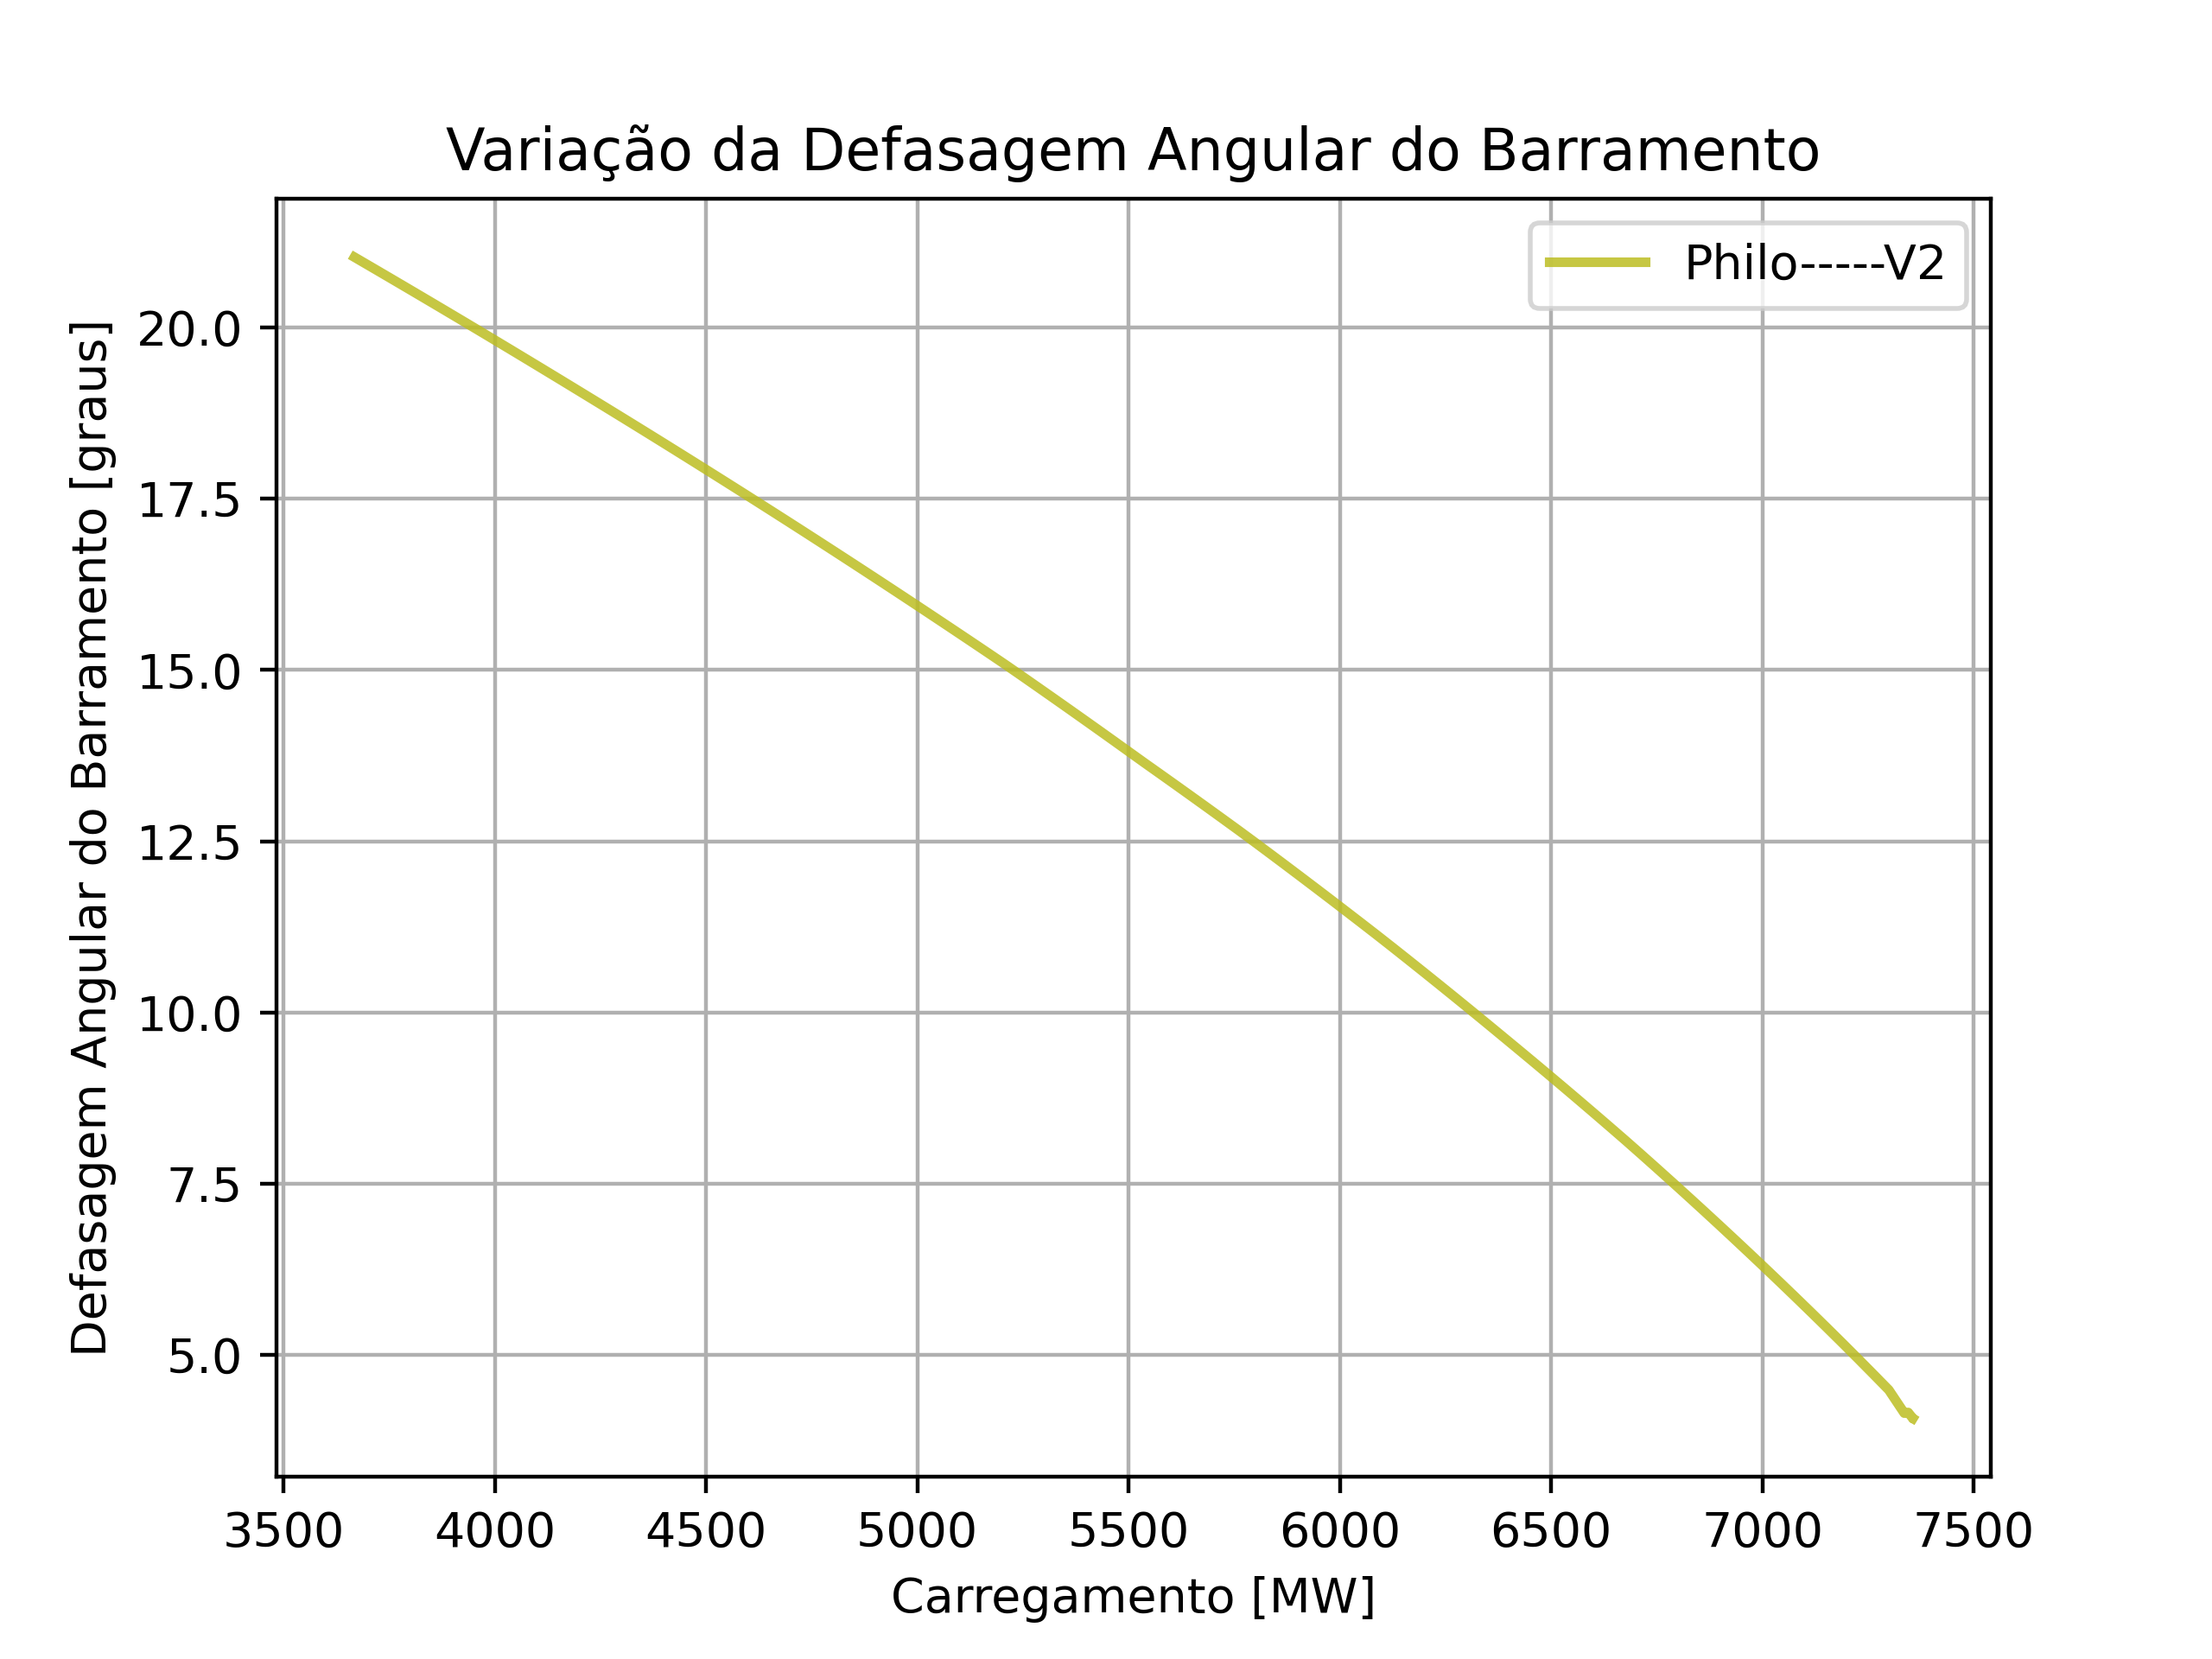 Variação da Defasagem Angular do Barramento
Philo-----V2
Defasagem Angular do Barramento [graus]
20.0
17.5
15.0
12.5
10.0
7.5
5.0
3500 4000 4500 5000 5500 6000 6500 7000 7500
Carregamento [MW]